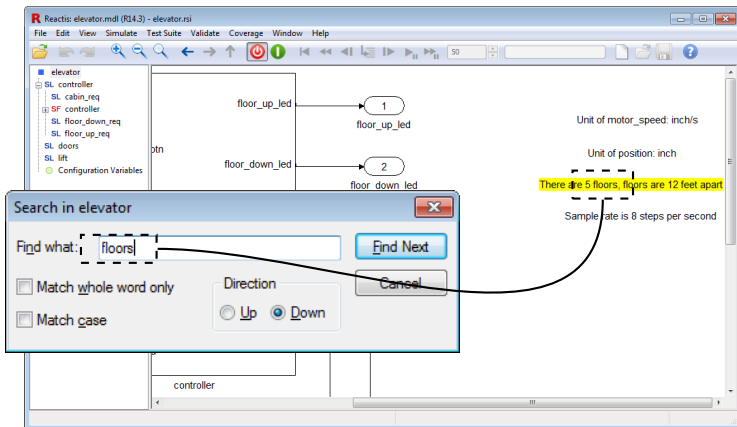 Reactis: elevator.mdl (R14.3) - elevator.rsi
File Edit View Simulate Test Suite Validate Coverage Window Help
50
elevator
SL controller
SL cabin_req
SF controller
SL floor_down_req
SL floor_up_req
SL doors
SL lift
Configuration Variables
floor_up_led
1
floor_up_led
otn
floor_down_led
2
floor down led
Unit of motor_speed: inch/s
Unit of position: inch
There are 5 floors, floors are 12 feet apart
Sample rate is 8 steps per second
Search in elevator
Find what:
floors
Find Next
Match whole word only
Direction
Cancel
Match case
Up
Down
controller